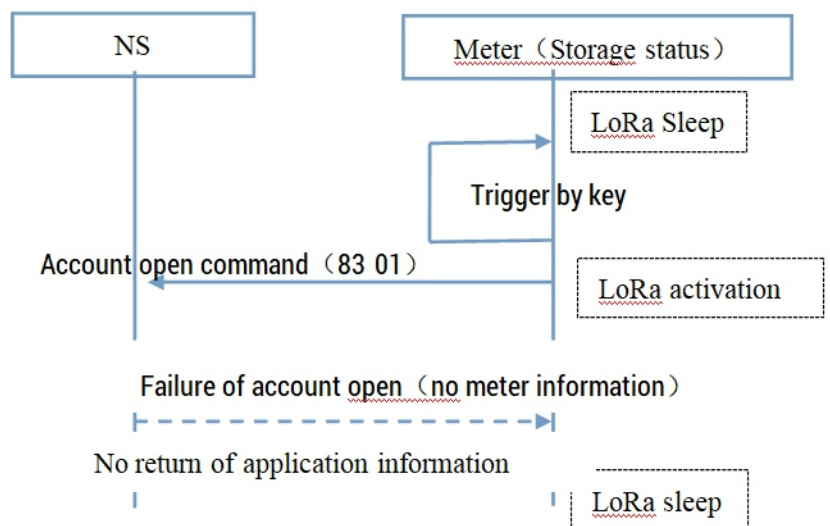 NS
Meter（Storage status）
LoRa Sleep
Trigger by key
Account open command（83 01）
LoRa activation
Failure of account open（no meter information）
No return of application information
LoRa sleep